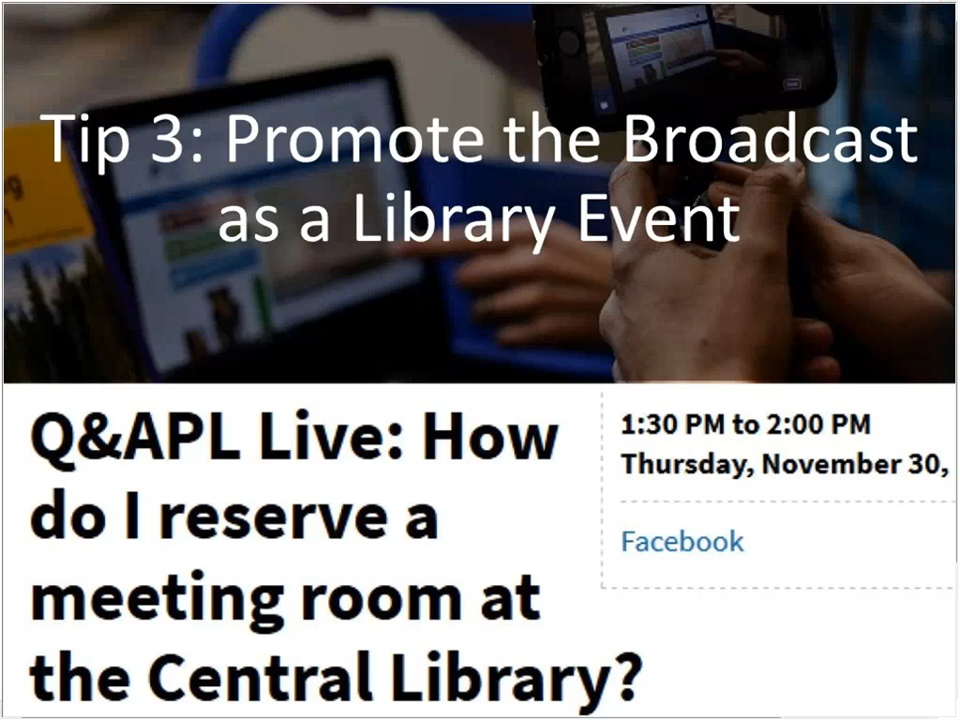 Tip 3: Promote the Broadcast
as a Library Event
Q&APL Live: How
do I reserve a
meeting room at
the Central Library?
1:30 PM to 2:00 PM
Thursday, November 30,
Facebook